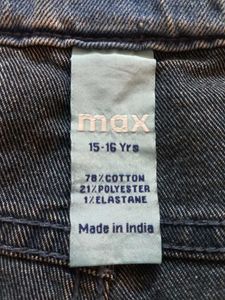 max
15-16 Yrs
78%COTTON
21%POLYESTER
1%ELASTANE
Made in India